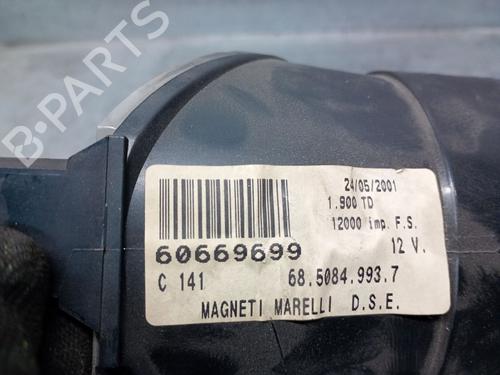 B-PARTS
24/05/2001
1.900 TD
12000 imp. F.S.
60669699
12 V.
C 141
68.5084.993.7
MAGNETI MARELLI D.S.E.